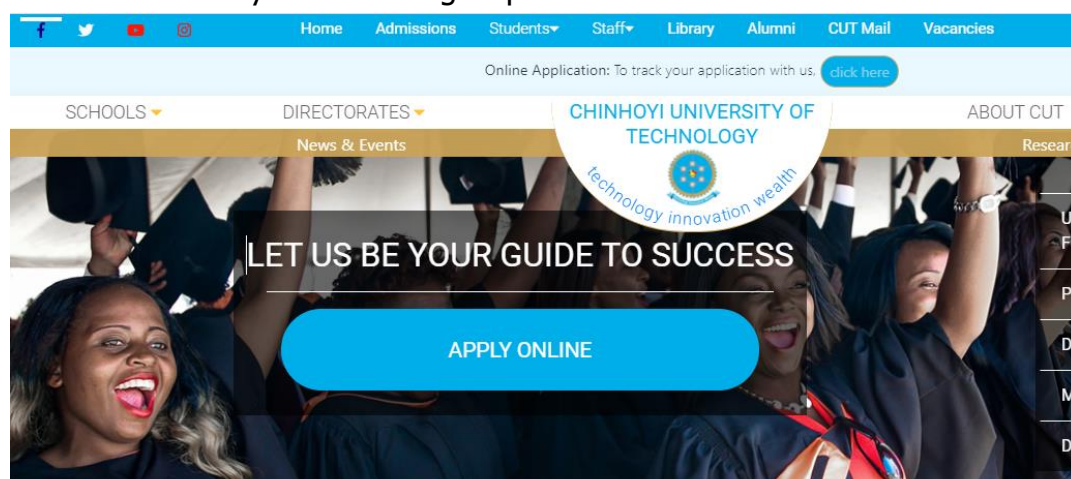 Home Admissions Students Staff Library Alumni CUT Mail Vacancies
Online Application: To track your application with us, click here
SCHOOLS DIRECTORATES CHINHOYI UNIVERSITY OF TECHNOLOGY ABOUT CUT
News & Events
technology innovation wealth
LET US BE YOUR GUIDE TO SUCCESS
APPLY ONLINE